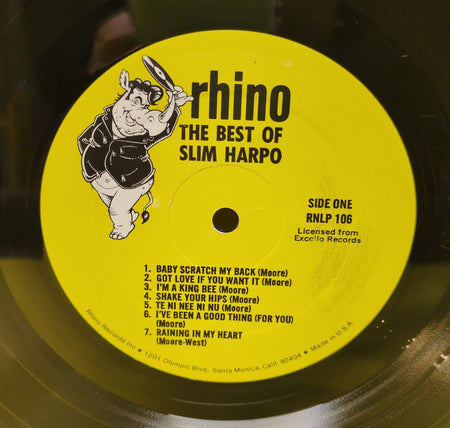 rhino
THE BEST OF
SLIM HARPO
SIDE ONE
RNLP 106
Licensed from
Excello Records
1. BABY SCRATCH MY BACK (Moore)
2. GOT LOVE IF YOU WANT IT (Moore)
3. I'M A KING BEE (Moore)
4. SHAKE YOUR HIPS (Moore)
5. TE NI NEE NI NU (Moore)
6. I'VE BEEN A GOOD THING (FOR YOU)
(Moore)
7. RAINING IN MY HEART
(Moore-West)
Rhino Records Inc • 1201 Olympic Blvd., Santa Monica, Calif. 90404 • Made in U.S.A.